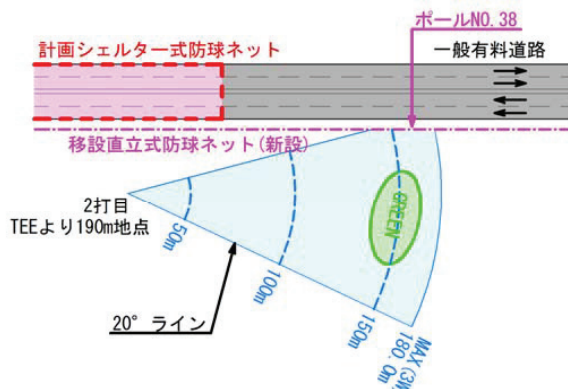 ポールNO.38
計画シェルター式防球ネット
一般有料道路
移設直立式防球ネット(新設)
2打目
TEEより190m地点
50m
100m
150m
GREEN
MAX(3W)
180.0m
20°ライン